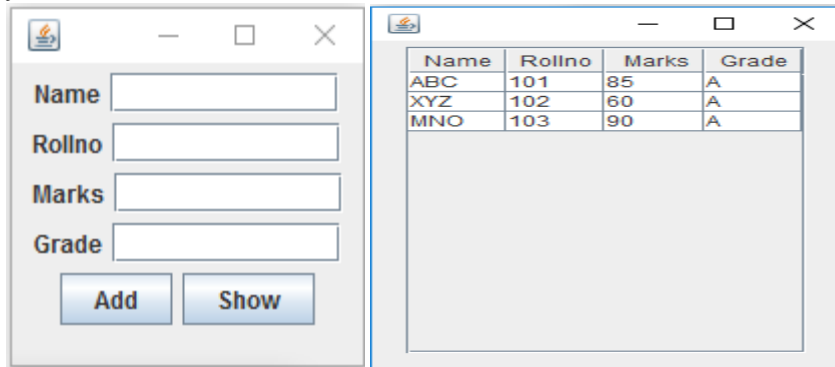 Name
Rollno
Marks
Grade
Add Show
Name Rollno Marks Grade
ABC 101 85 A
XYZ 102 60 A
MNO 103 90 A